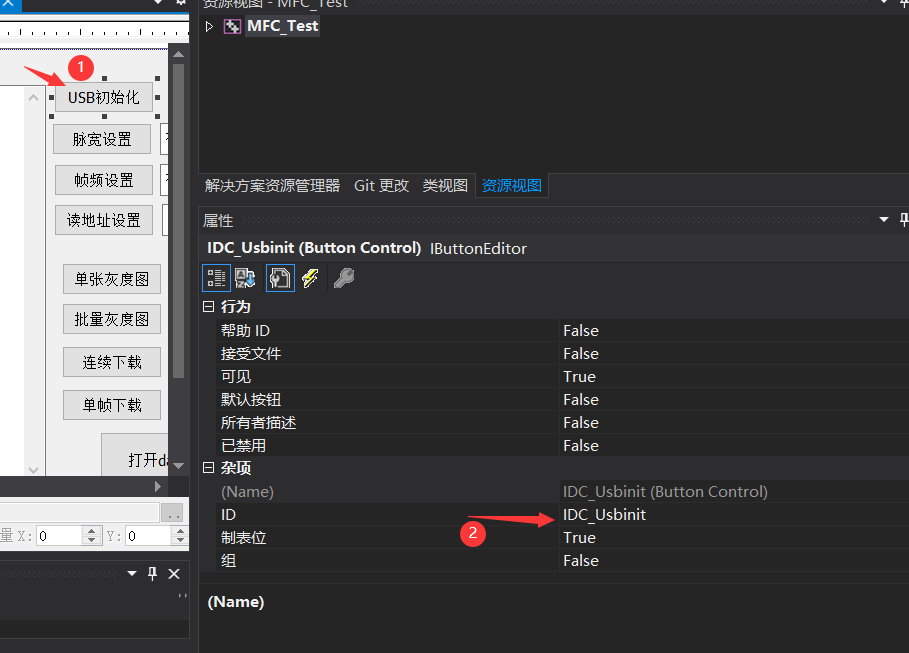 资源视图 - MFC_Test
MFC_Test
1
USB初始化
脉宽设置
帧频设置
读地址设置
单张灰度图
批量灰度图
连续下载
单帧下载
打开da
量 X: 0 Y: 0
解决方案资源管理器 Git 更改 类视图 资源视图
属性
IDC_Usbinit (Button Control) IButtonEditor
行为
帮助 ID False
接受文件 False
可见 True
默认按钮 False
所有者描述 False
已禁用 False
杂项
(Name) IDC_Usbinit (Button Control)
ID IDC_Usbinit
2
制表位 True
组 False
(Name)